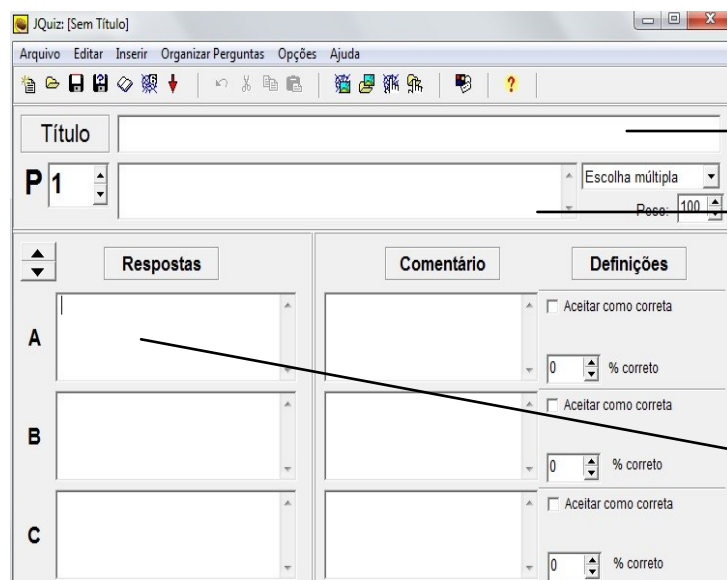 JQuiz: [Sem Título]
Arquivo Editar Inserir Organizar Perguntas Opções Ajuda
Título
P 1 Escolha múltipla
Peso: 100
Respostas Comentário Definições
A Aceitar como correta
0 % correto
B Aceitar como correta
0 % correto
C Aceitar como correta
0 % correto